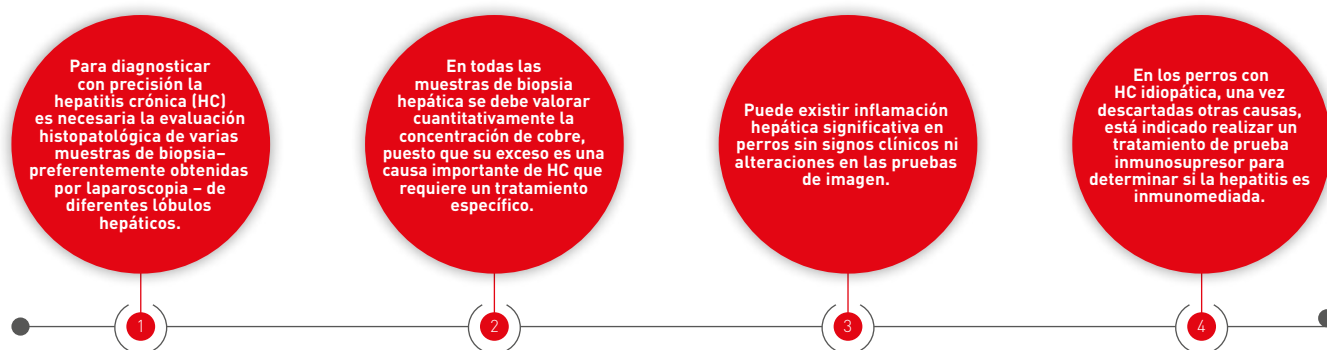 Para diagnosticar
con precisión la
hepatitis crónica (HC)
es necesaria la evaluación
histopatológica de varias
muestras de biopsia–
preferentemente obtenidas
por laparoscopia – de
diferentes lóbulos
hepáticos.
1
En todas las
muestras de biopsia
hepática se debe valorar
cuantitativamente la
concentración de cobre,
puesto que su exceso es una
causa importante de HC que
requiere un tratamiento
específico.
2
Puede existir inflamación
hepática significativa en
perros sin signos clínicos ni
alteraciones en las pruebas
de imagen.
3
En los perros con
HC idiopática, una vez
descartadas otras causas,
está indicado realizar un
tratamiento de prueba
inmunosupresor para
determinar si la hepatitis es
inmunomediada.
4